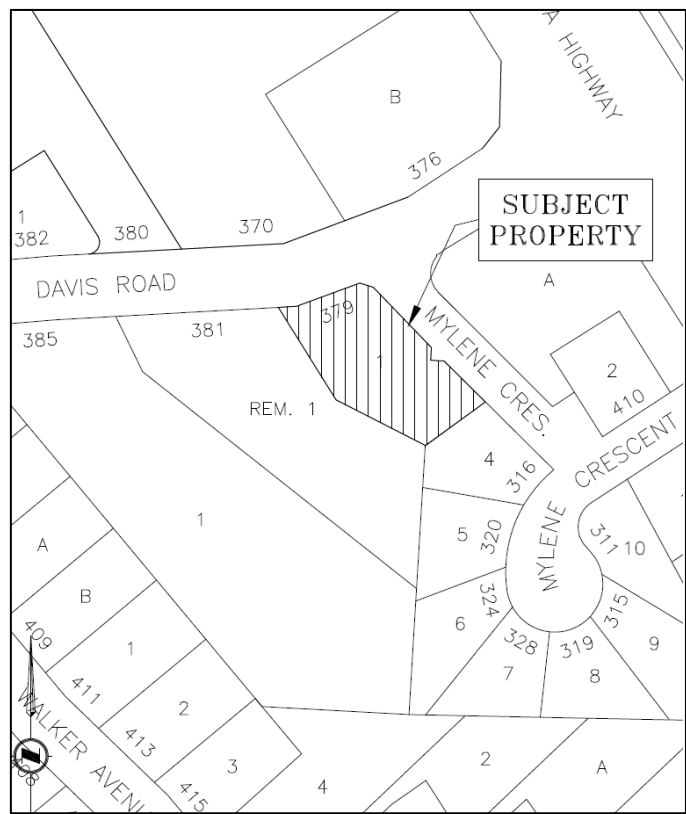 A HIGHWAY
B
376
SUBJECT
PROPERTY
1
382
380
370
DAVIS ROAD
A
379
1
385
381
MYLENE CRES.
2
410
REM. 1
CRESCENT
4
316
1
5
320
MYLENE
311
10
A
324
315
B
6
328
319
9
409
1
7
8
411
2
WALKER AVENU
413
3
2
A
408
415
4